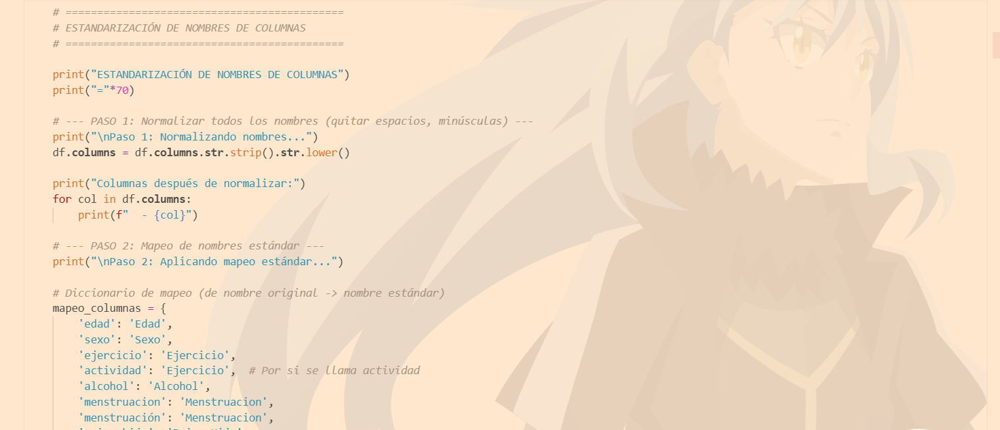 # ============================================
# ESTANDARIZACIÓN DE NOMBRES DE COLUMNAS
# ============================================
print("ESTANDARIZACIÓN DE NOMBRES DE COLUMNAS")
print("="*70)
# --- PASO 1: Normalizar todos los nombres (quitar espacios, minúsculas) ---
print("\nPaso 1: Normalizando nombres...")
df.columns = df.columns.str.strip().str.lower()
print("Columnas después de normalizar:")
for col in df.columns:
    print(f"  - {col}")
# --- PASO 2: Mapeo de nombres estándar ---
print("\nPaso 2: Aplicando mapeo estándar...")
# Diccionario de mapeo (de nombre original -> nombre estándar)
mapeo_columnas = {
    'edad': 'Edad',
    'sexo': 'Sexo',
    'ejercicio': 'Ejercicio',
    'actividad': 'Ejercicio',  # Por si se llama actividad
    'alcohol': 'Alcohol',
    'menstruacion': 'Menstruacion',
    'menstruación': 'Menstruacion',